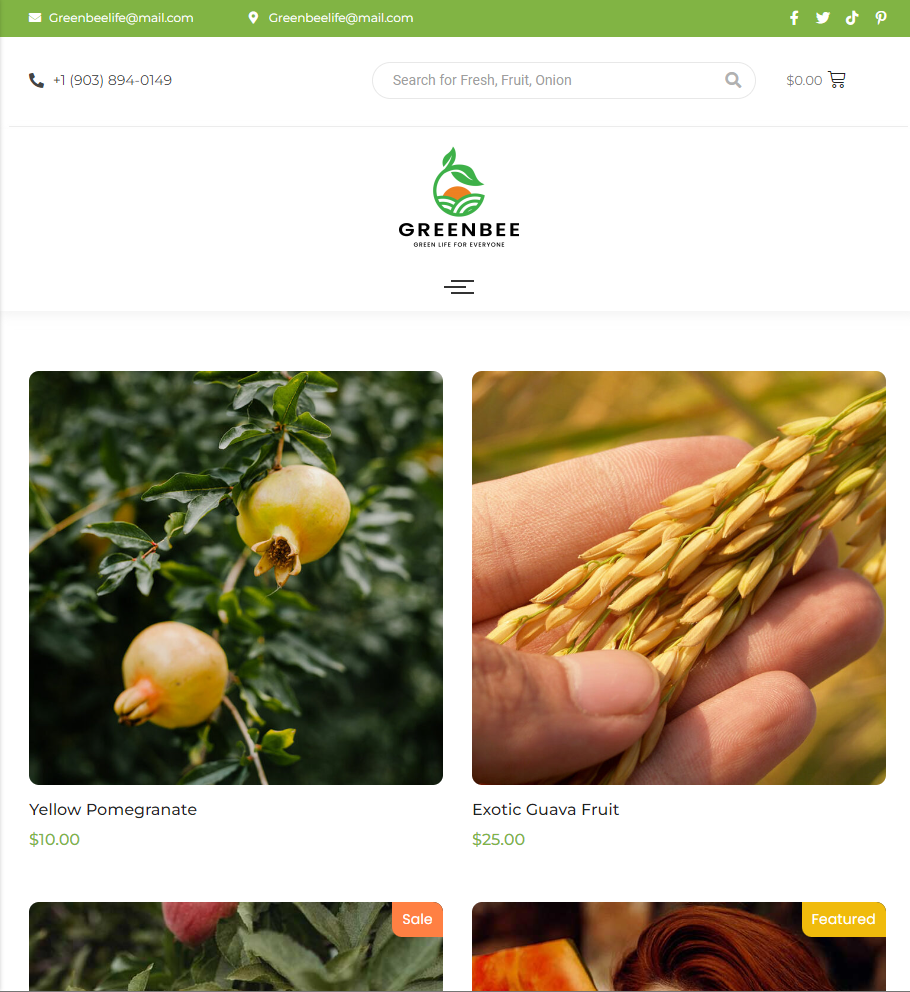 Greenbeelife@mail.com
Greenbeelife@mail.com
+1 (903) 894-0149
Search for Fresh, Fruit, Onion
$0.00
GREENBEE
GREEN LIFE FOR EVERYONE
Yellow Pomegranate
$10.00
Exotic Guava Fruit
$25.00
Sale
Featured